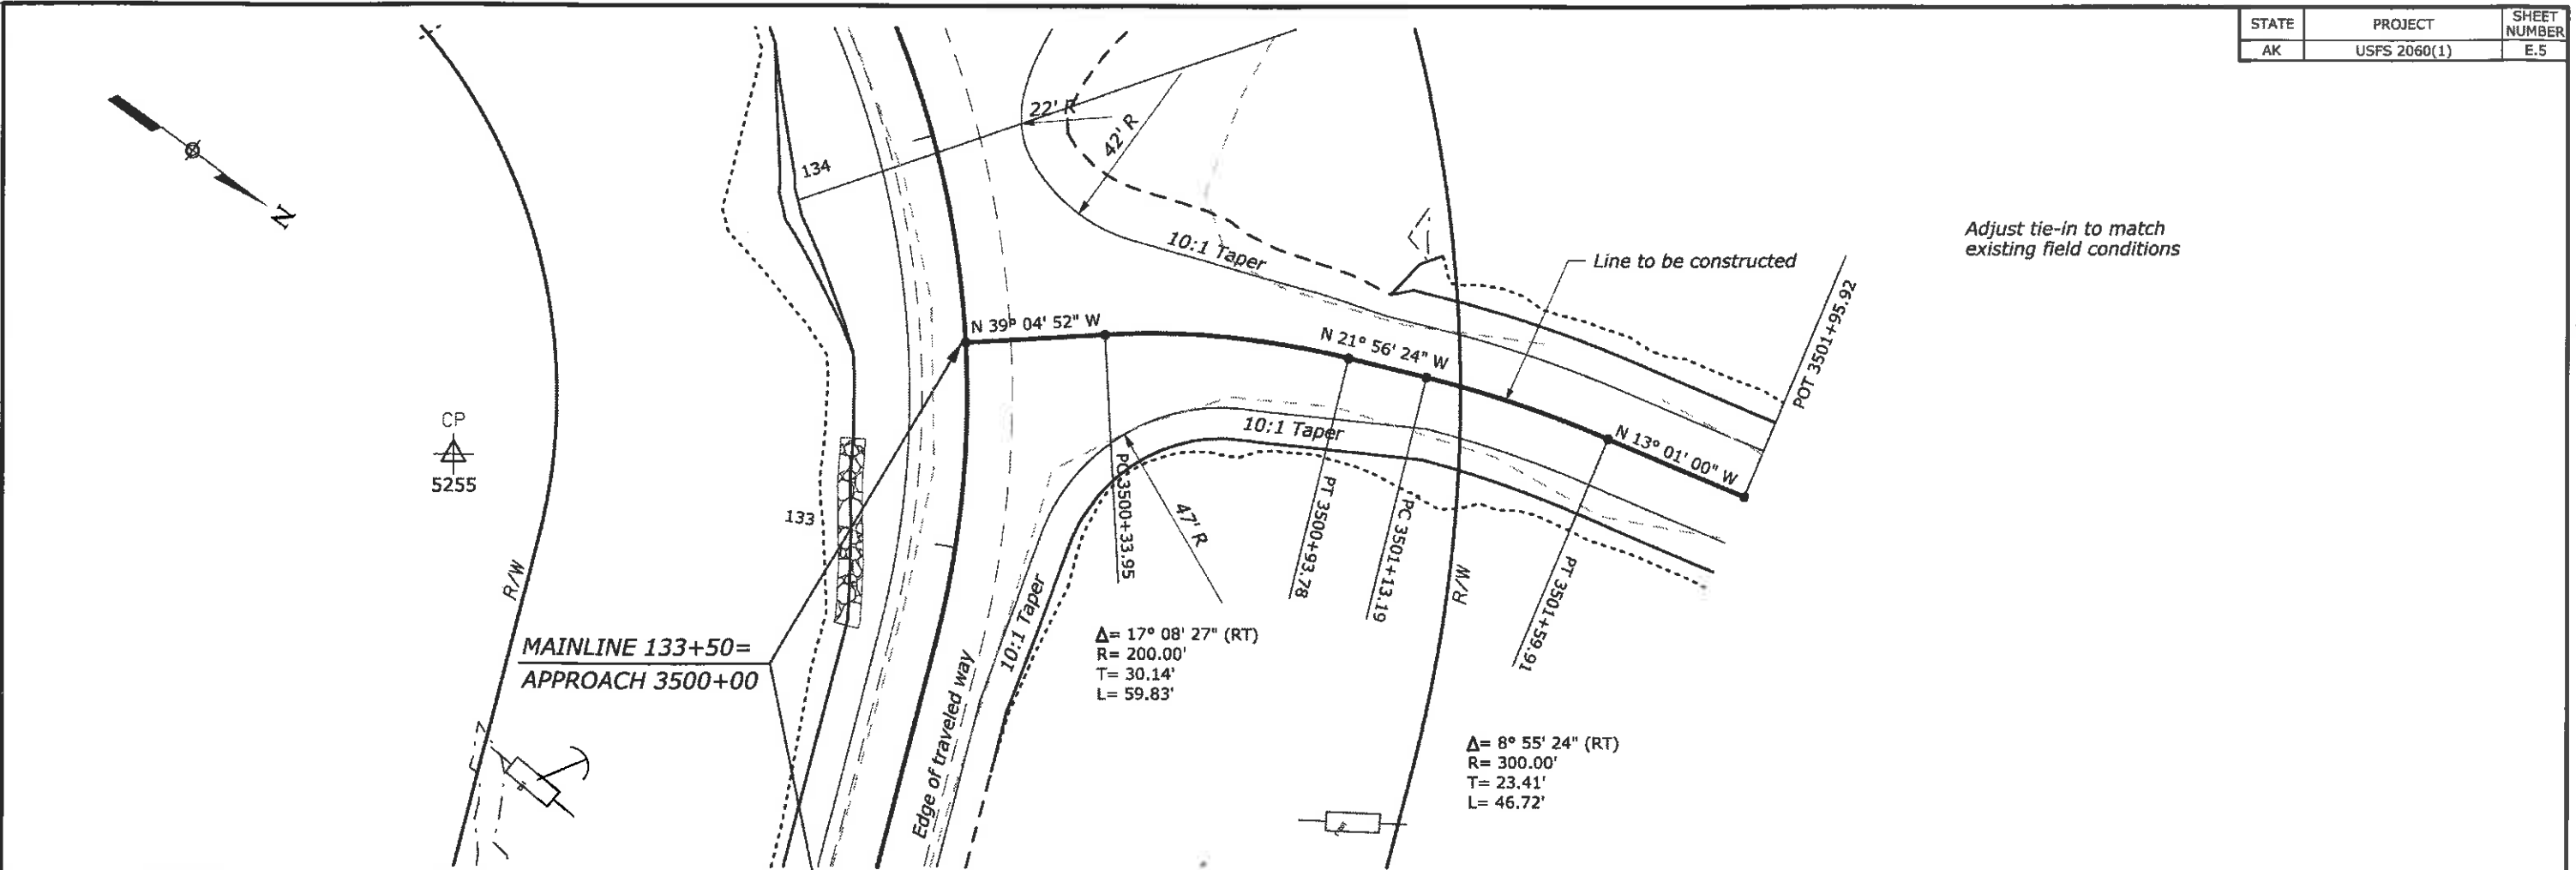 STATE PROJECT SHEET NUMBER
AK USFS 2060(1) E.5
N
22' R
42' R
134
10:1 Taper
Line to be constructed
Adjust tie-in to match
existing field conditions
POT 3501+95.92
N 39° 04' 52" W
N 21° 56' 24" W
N 13° 01' 00" W
CP
5255
10:1 Taper
PC 3500+33.95
47' R
PT 3500+93.78
PC 3501+13.19
PT 3501+59.91
133
R/W
R/W
10:1 Taper
Edge of traveled way
MAINLINE 133+50=
APPROACH 3500+00
Δ= 17° 08' 27" (RT)
R= 200.00'
T= 30.14'
L= 59.83'
Δ= 8° 55' 24" (RT)
R= 300.00'
T= 23.41'
L= 46.72'